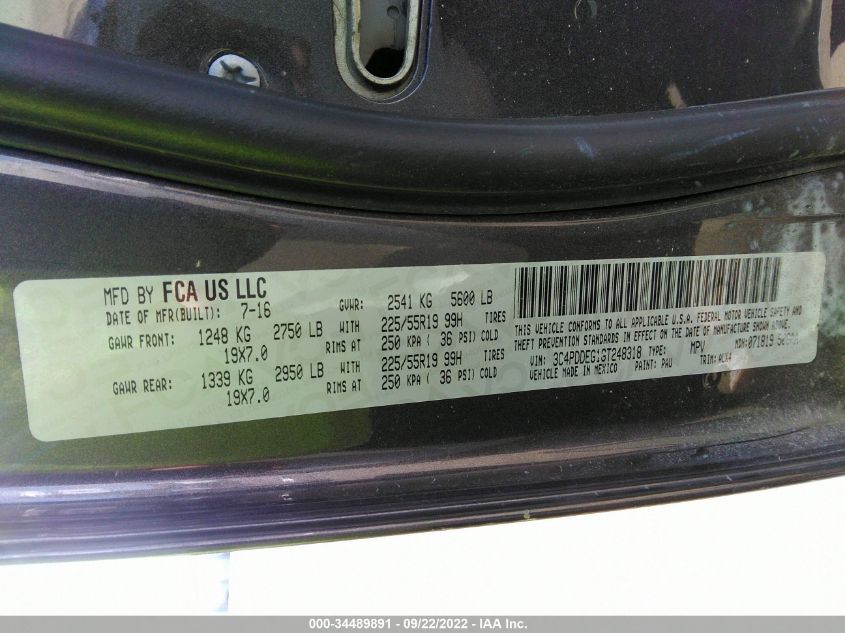 MFD BY FCA US LLC
DATE OF MFR(BUILT): 7-16
GVWR: 2541 KG 5600 LB
GAWR FRONT: 1248 KG 2750 LB WITH 225/55R19 99H TIRES
19X7.0 RIMS AT 250 KPA ( 36 PSI) COLD
GAWR REAR: 1339 KG 2950 LB WITH 225/55R19 99H TIRES
19X7.0 RIMS AT 250 KPA ( 36 PSI) COLD
THIS VEHICLE CONFORMS TO ALL APPLICABLE U.S.A. FEDERAL MOTOR VEHICLE SAFETY AND
THEFT PREVENTION STANDARDS IN EFFECT ON THE DATE OF MANUFACTURE SHOWN ABOVE.
VIN: 3C4PDDEG1GT248318 TYPE: MPV MDH:071819
VEHICLE MADE IN MEXICO PAINT: PAU TRIM:
000-34489891 - 09/22/2022 - IAA Inc.